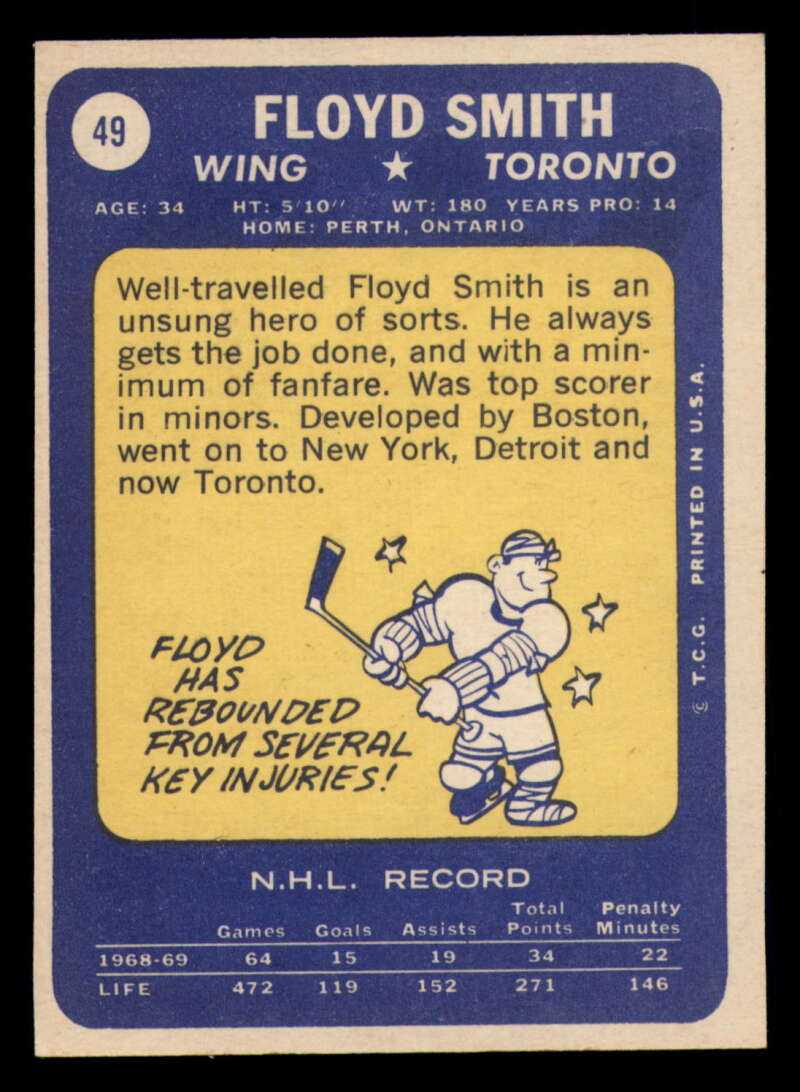 49
FLOYD SMITH
WING ★ TORONTO
AGE: 34 HT: 5'10" WT: 180 YEARS PRO: 14
HOME: PERTH, ONTARIO
Well-travelled Floyd Smith is an
unsung hero of sorts. He always
gets the job done, and with a min-
imum of fanfare. Was top scorer
in minors. Developed by Boston,
went on to New York, Detroit and
now Toronto.
FLOYD
HAS
REBOUNDED
FROM SEVERAL
KEY INJURIES!
© T.C.G. PRINTED IN U.S.A.
N.H.L. RECORD
Games Goals Assists Total Points Penalty Minutes
1968-69 64 15 19 34 22
LIFE 472 119 152 271 146